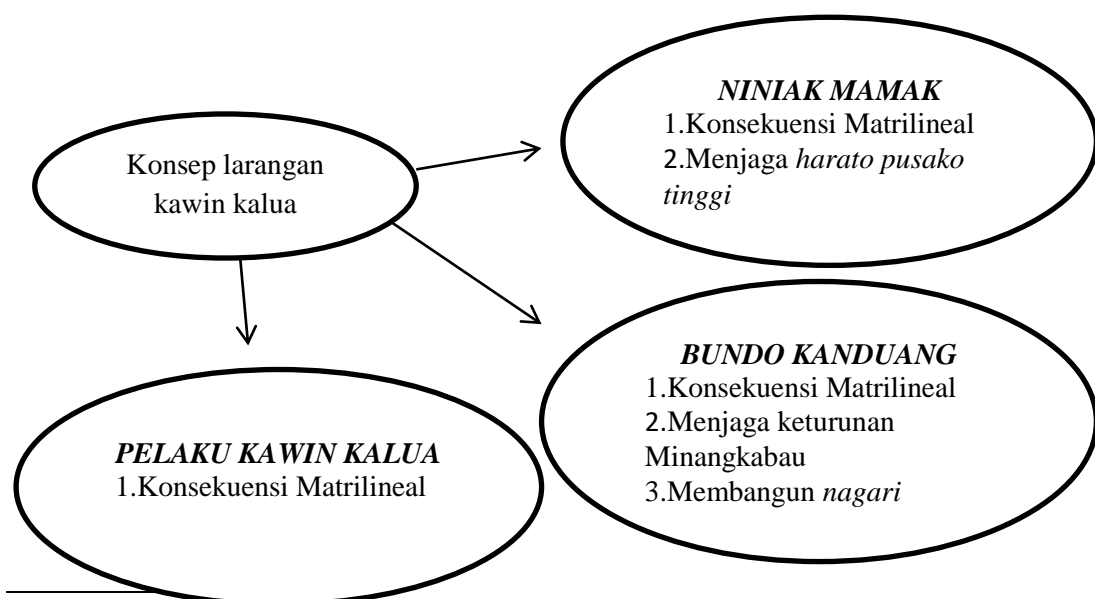 Konsep larangan
kawin kalua
NINIAK MAMAK
1.Konsekuensi Matrilineal
2.Menjaga harato pusako
tinggi
BUNDO KANDUANG
1.Konsekuensi Matrilineal
2.Menjaga keturunan
Minangkabau
3.Membangun nagari
PELAKU KAWIN KALUA
1.Konsekuensi Matrilineal